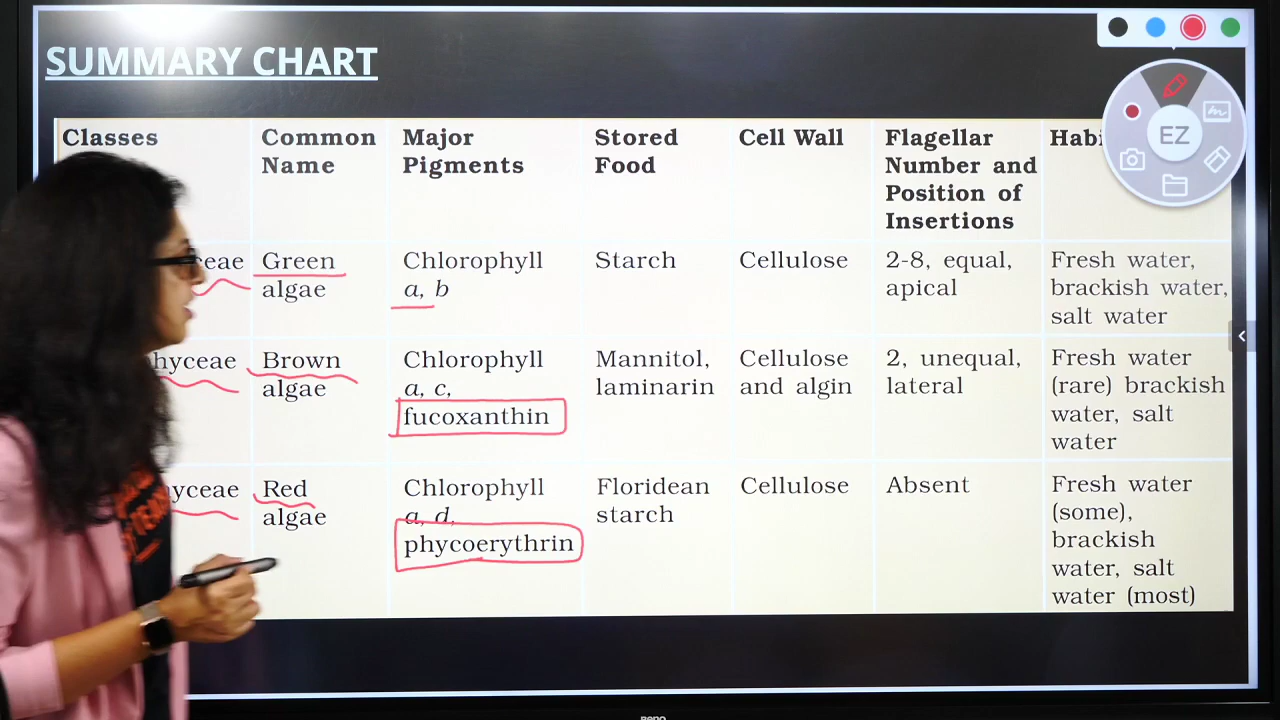 SUMMARY CHART
Classes
Common
Name
Major
Pigments
Stored
Food
Cell Wall
Flagellar
Number and
Position of
Insertions
EZ
Green
algae
Chlorophyll
a, b
Starch
Cellulose
2-8, equal,
apical
Fresh water,
brackish water,
salt water
Brown
algae
Chlorophyll
a, c,
fucoxanthin
Mannitol,
laminarin
Cellulose
and algin
2, unequal,
lateral
Fresh water
(rare) brackish
water, salt
water
Red
algae
Chlorophyll
a, d,
phycoerythrin
Floridean
starch
Cellulose
Absent
Fresh water
(some),
brackish
water, salt
water (most)